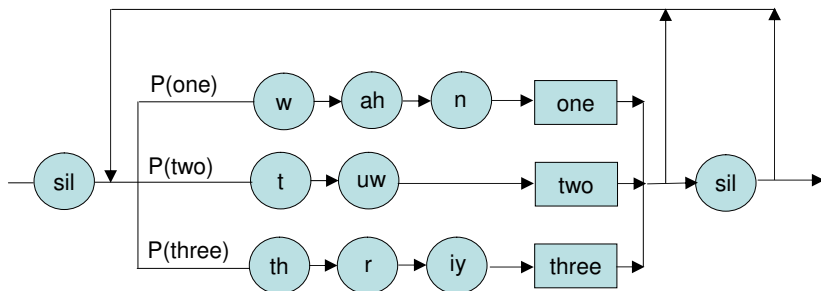 P(one) w ah n one
sil P(two) t uw two sil
P(three) th r iy three